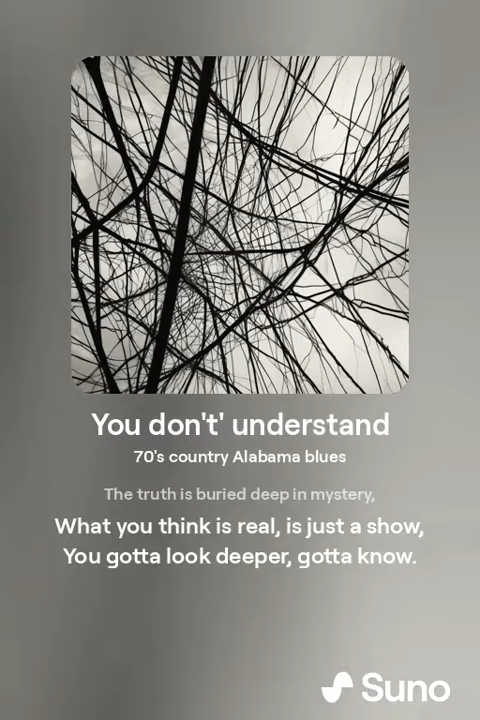 You don't' understand
70's country Alabama blues
The truth is buried deep in mystery,
What you think is real, is just a show,
You gotta look deeper, gotta know.
Suno